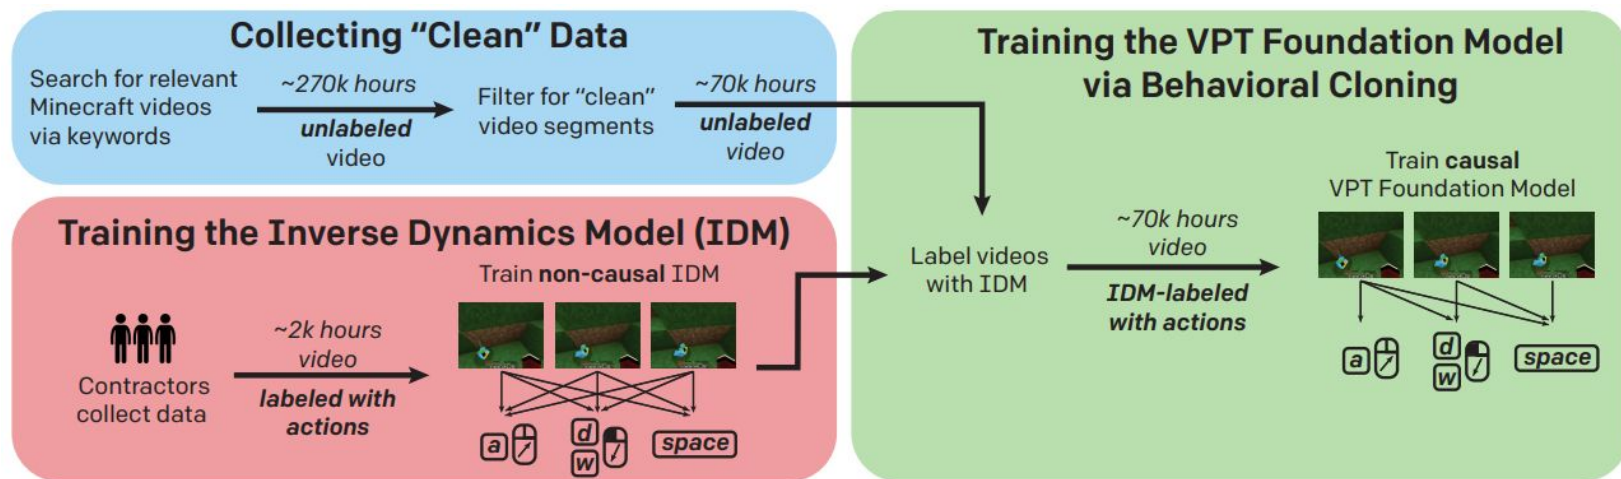 Collecting “Clean” Data
Search for relevant
Minecraft videos
via keywords
~270k hours
unlabeled
video
Filter for “clean”
video segments
~70k hours
unlabeled
video
Training the Inverse Dynamics Model (IDM)
Contractors
collect data
~2k hours
video
labeled with
actions
Train non-causal IDM
a
d
w
space
Training the VPT Foundation Model
via Behavioral Cloning
Label videos
with IDM
~70k hours
video
IDM-labeled
with actions
Train causal
VPT Foundation Model
a
d
w
space